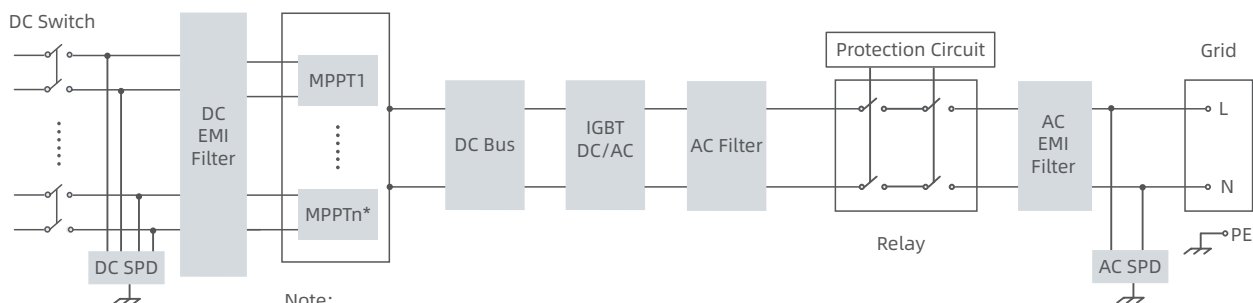 DC Switch
DC
EMI
Filter
MPPT1
MPPTn*
DC SPD
Note:
DC Bus
IGBT
DC/AC
AC Filter
Protection Circuit
Relay
AC
EMI
Filter
AC SPD
Grid
L
N
PE